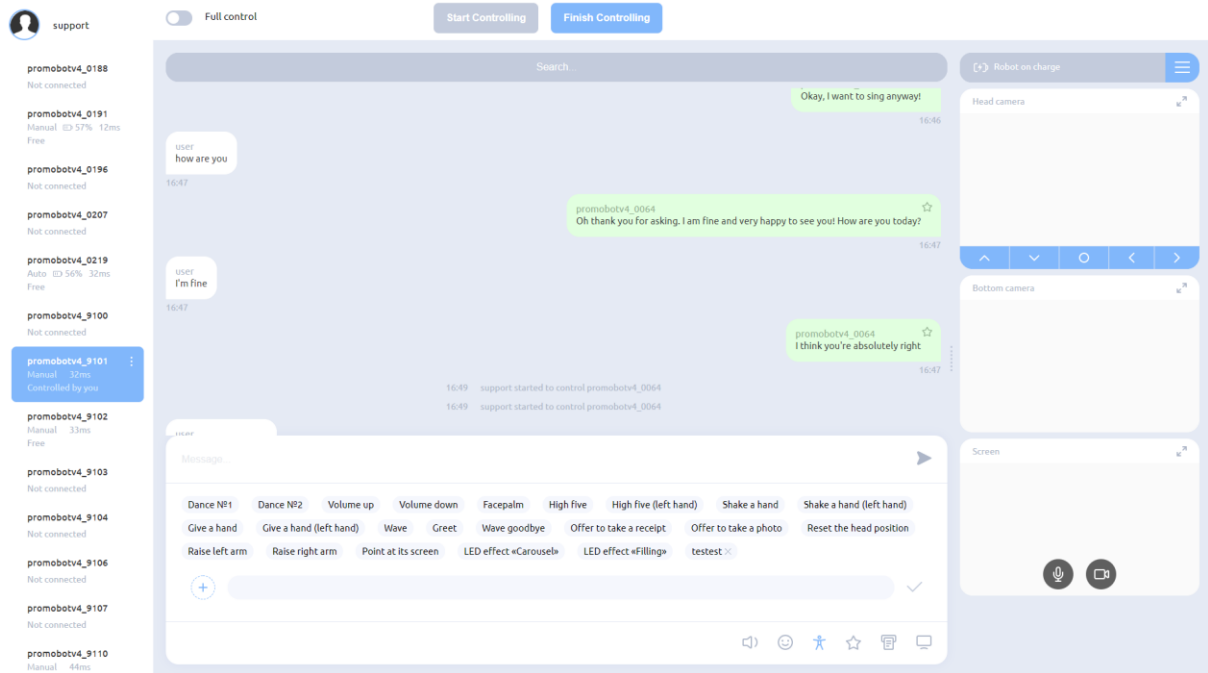 support
Full control
Start Controlling
Finish Controlling
promobotv4_0188
Not connected
promobotv4_0191
Manual 57% 12ms
Free
promobotv4_0196
Not connected
promobotv4_0207
Not connected
promobotv4_0219
Auto 56% 32ms
Free
promobotv4_9100
Not connected
promobotv4_9101
Manual 32ms
Controlled by you
promobotv4_9102
Manual 33ms
Free
promobotv4_9103
Not connected
promobotv4_9104
Not connected
promobotv4_9106
Not connected
promobotv4_9107
Not connected
promobotv4_9110
Manual 44ms
Search...
Okay, I want to sing anyway!
16:46
user
how are you
16:47
promobotv4_0064
Oh thank you for asking. I am fine and very happy to see you! How are you today?
16:47
user
I'm fine
16:47
promobotv4_0064
I think you're absolutely right
16:47
16:49 support started to control promobotv4_0064
16:49 support started to control promobotv4_0064
user
Message...
Dance №1 Dance №2 Volume up Volume down Facepalm High five High five (left hand) Shake a hand Shake a hand (left hand)
Give a hand Give a hand (left hand) Wave Greet Wave goodbye Offer to take a receipt Offer to take a photo Reset the head position
Raise left arm Raise right arm Point at its screen LED effect «Carousel» LED effect «Filling» testest
Robot on charge
Head camera
Bottom camera
Screen